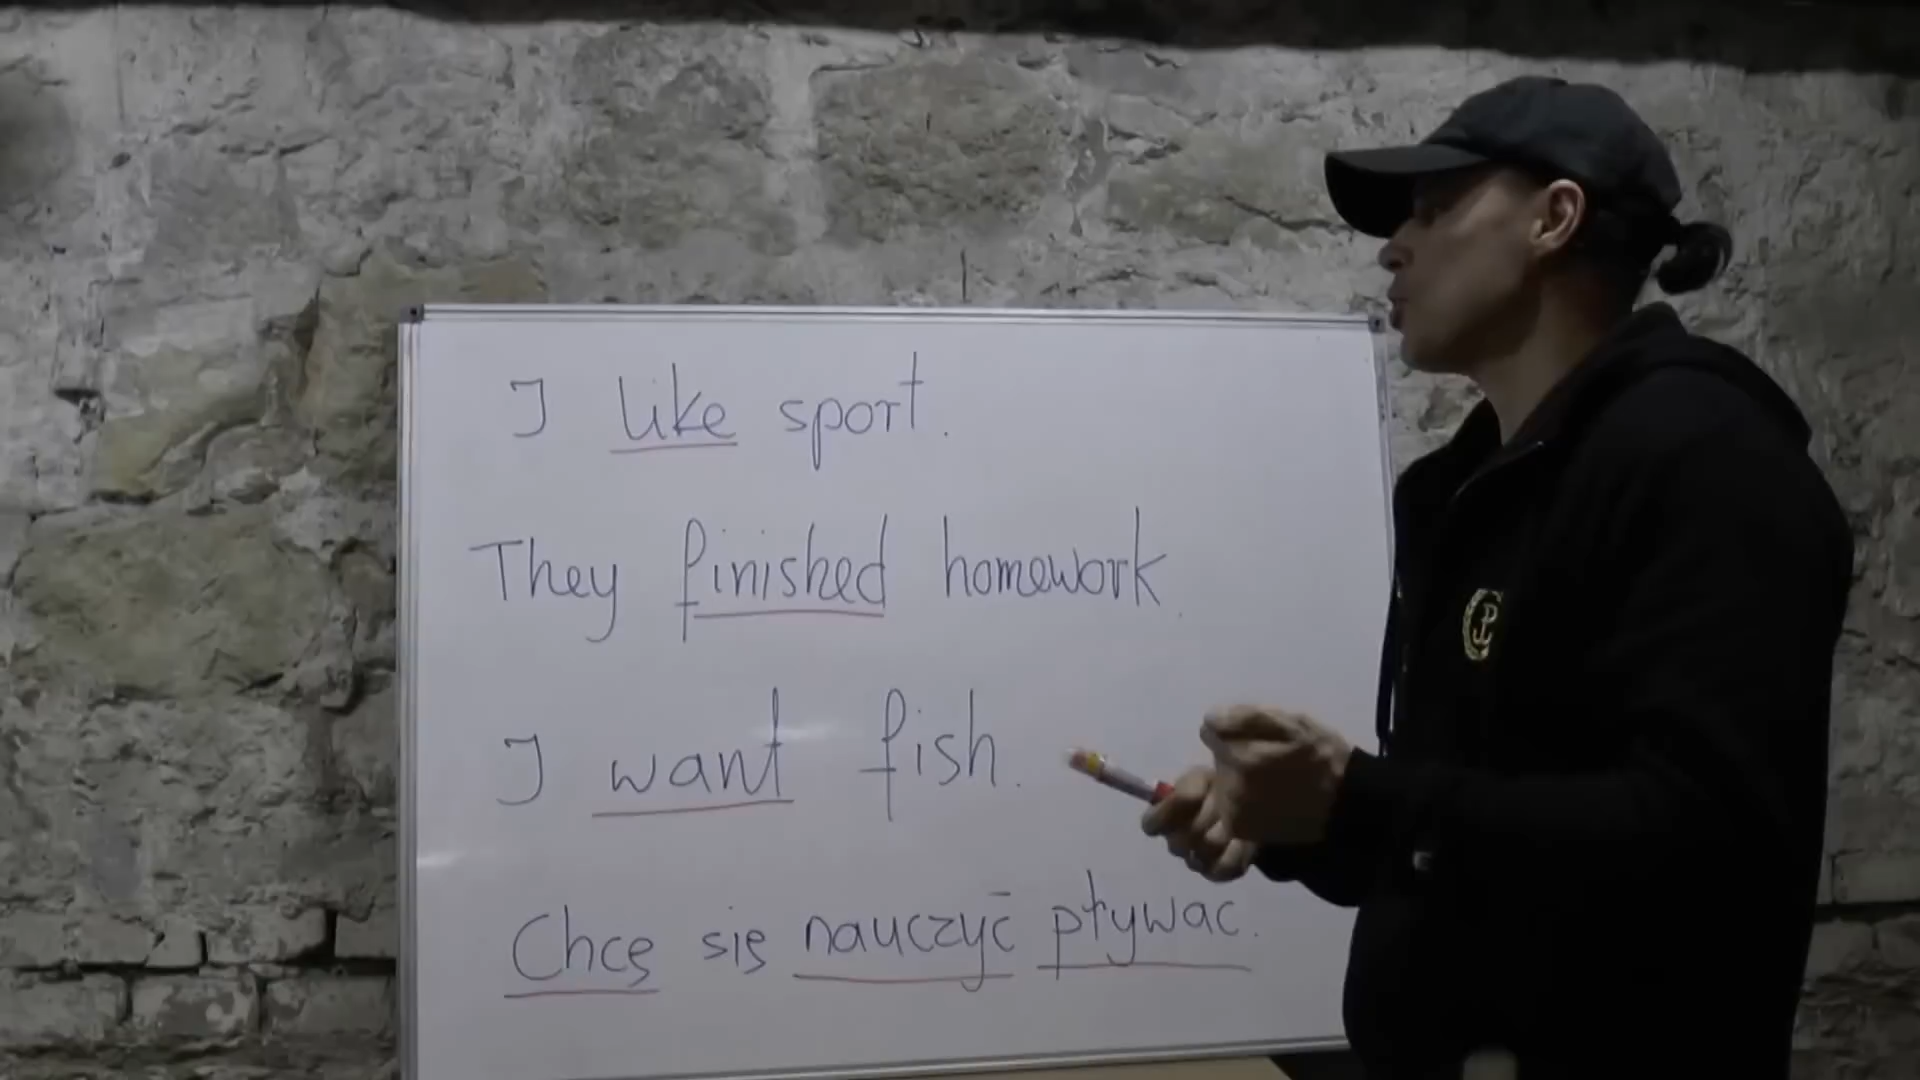 I like sport.
They finished homework.
I want fish.
Chcę się nauczyć pływac.